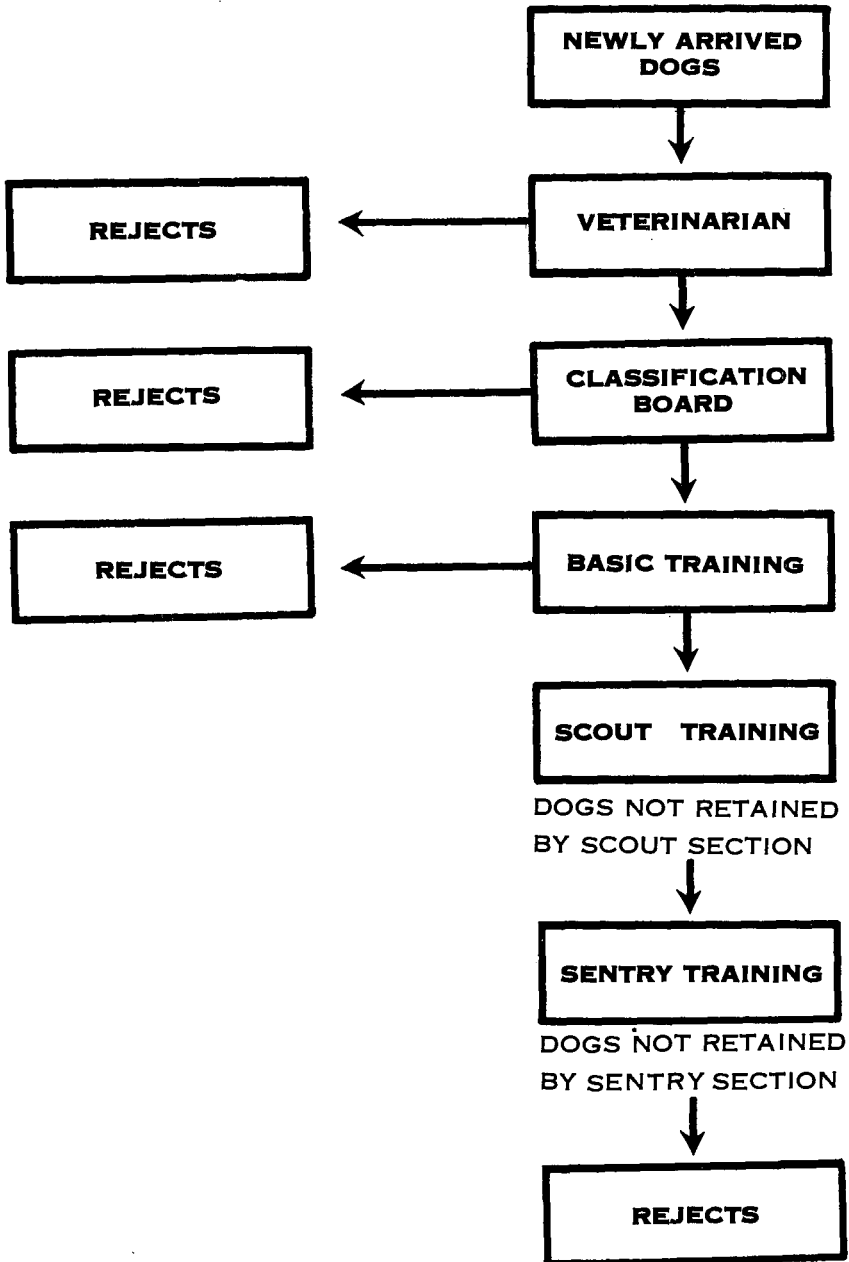 NEWLY ARRIVED
DOGS
REJECTS
VETERINARIAN
REJECTS
CLASSIFICATION
BOARD
REJECTS
BASIC TRAINING
SCOUT TRAINING
DOGS NOT RETAINED
BY SCOUT SECTION
SENTRY TRAINING
DOGS NOT RETAINED
BY SENTRY SECTION
REJECTS